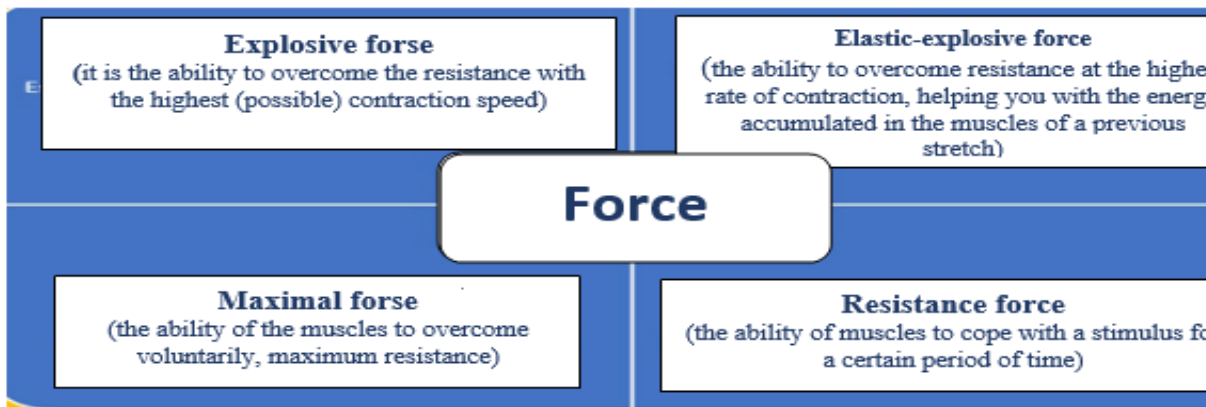 Explosive forse
(it is the ability to overcome the resistance with
the highest (possible) contraction speed)
Elastic-explosive force
(the ability to overcome resistance at the
rate of contraction, helping you with the
accumulated in the muscles of a previous
stretch)
Force
Maximal forse
(the ability of the muscles to overcome
voluntarily, maximum resistance)
Resistance force
(the ability of muscles to cope with a stimulus
a certain period of time)